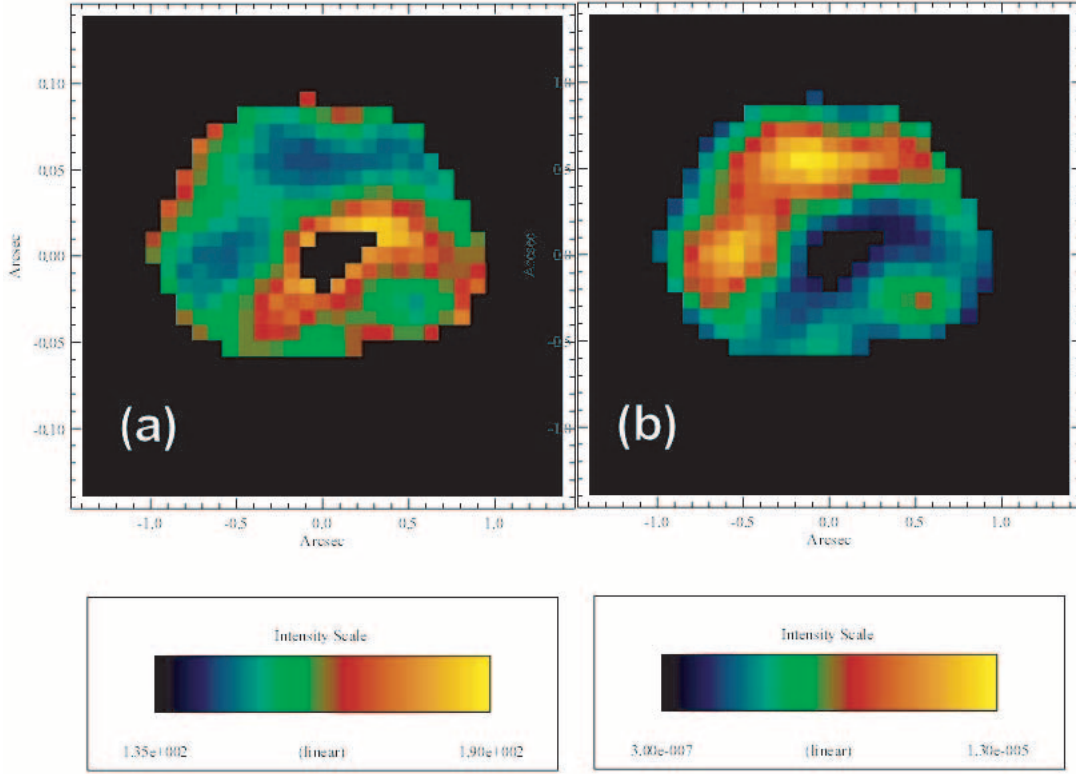 0.10
0.05
0.00
-0.05
-0.10
Arcsec
(a)
-1.0 -0.5 0.0 0.5 1.0
Arcsec
Arcsec
(b)
-1.0 -0.5 0.0 0.5 1.0
Arcsec
Intensity Scale
1.35e+002 (linear) 1.90e+002
Intensity Scale
3.00e-007 (linear) 1.30e-005